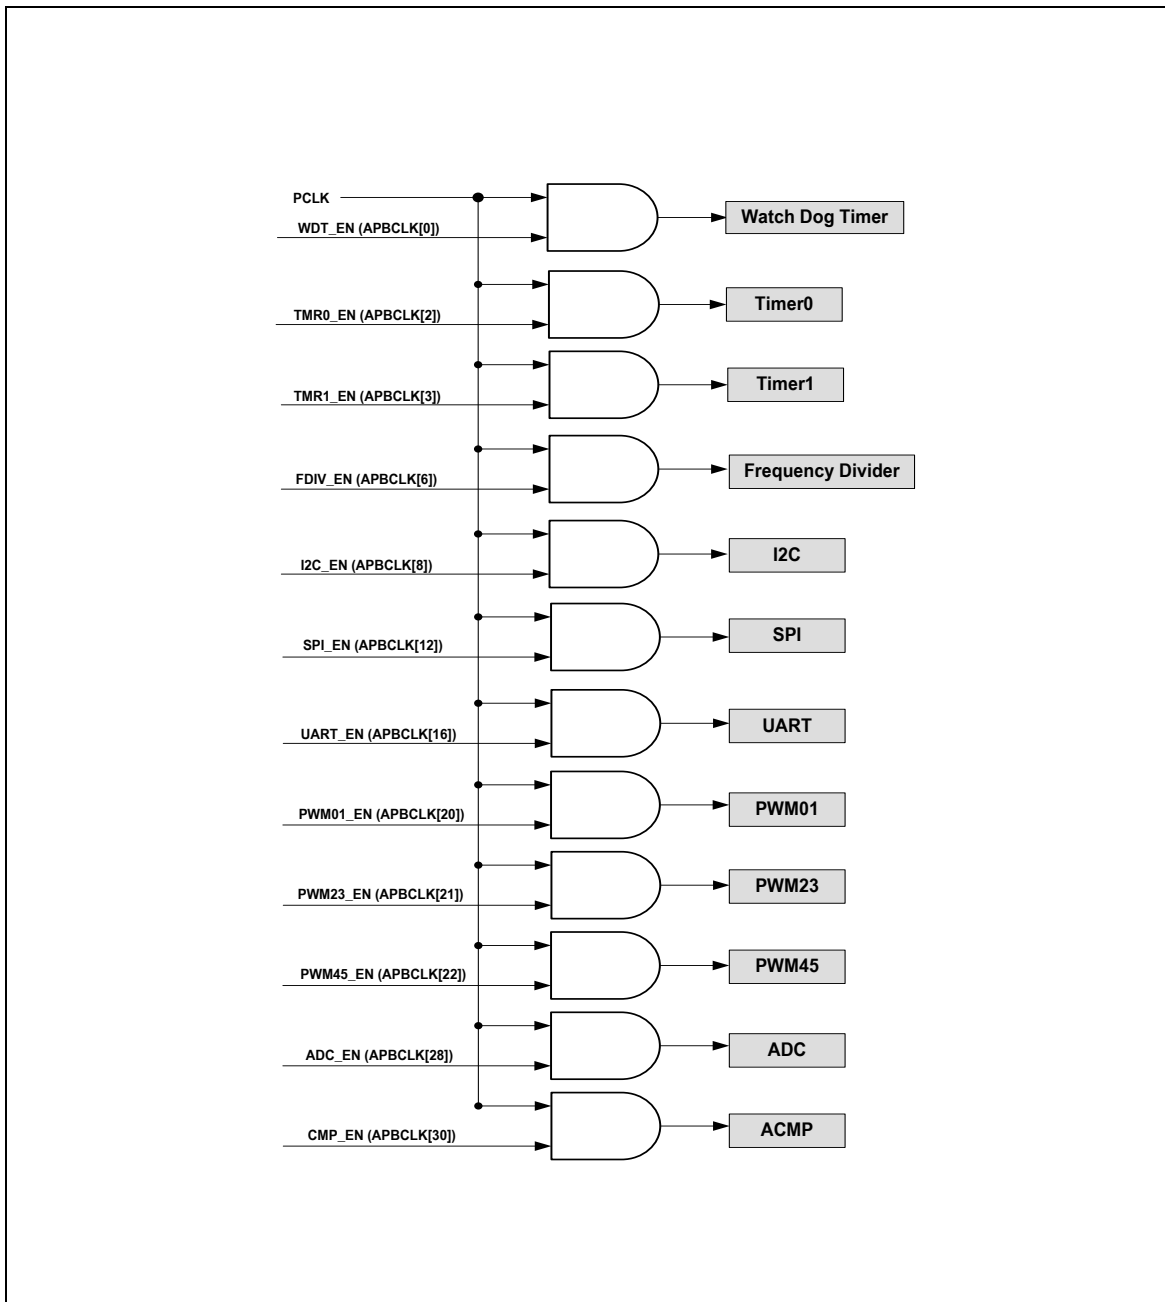 PCLK
WDT_EN (APBCLK[0])
Watch Dog Timer
TMR0_EN (APBCLK[2])
Timer0
TMR1_EN (APBCLK[3])
Timer1
FDIV_EN (APBCLK[6])
Frequency Divider
I2C_EN (APBCLK[8])
I2C
SPI_EN (APBCLK[12])
SPI
UART_EN (APBCLK[16])
UART
PWM01_EN (APBCLK[20])
PWM01
PWM23_EN (APBCLK[21])
PWM23
PWM45_EN (APBCLK[22])
PWM45
ADC_EN (APBCLK[28])
ADC
CMP_EN (APBCLK[30])
ACMP